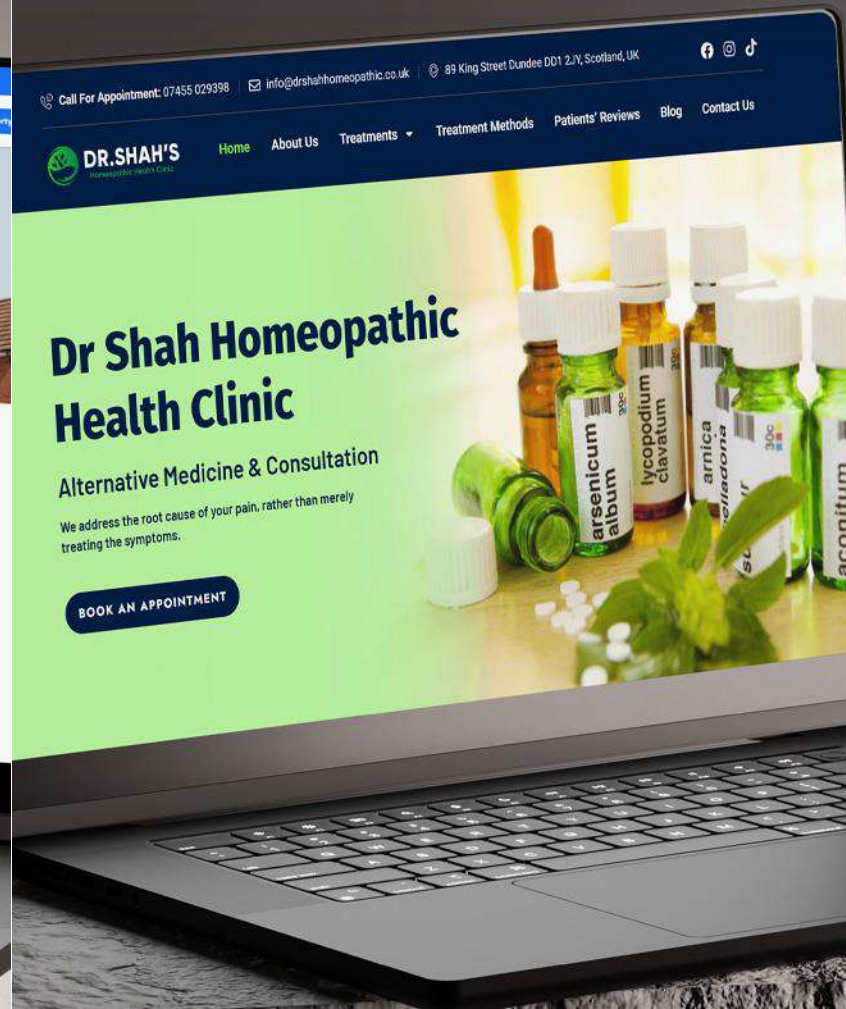 Call For Appointment: 07455 029398
info@drshahhomeopathic.co.uk
89 King Street Dundee DD1 2JY, Scotland, UK
DR.SHAH'S
Homeopathic Health Clinic
Home
About Us
Treatments
Treatment Methods
Patients' Reviews
Blog
Contact Us
Dr Shah Homeopathic
Health Clinic
Alternative Medicine & Consultation
We address the root cause of your pain, rather than merely
treating the symptoms.
BOOK AN APPOINTMENT
arsenicum
album
lycopodium
clavatum
30c
arnica
30c
aconitum